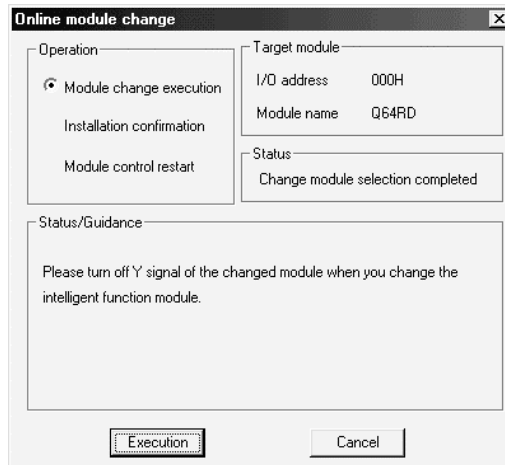 Online module change
Operation
Module change execution
Installation confirmation
Module control restart
Target module
I/O address 000H
Module name Q64RD
Status
Change module selection completed
Status/Guidance
Please turn off Y signal of the changed module when you change the
intelligent function module.
Execution
Cancel